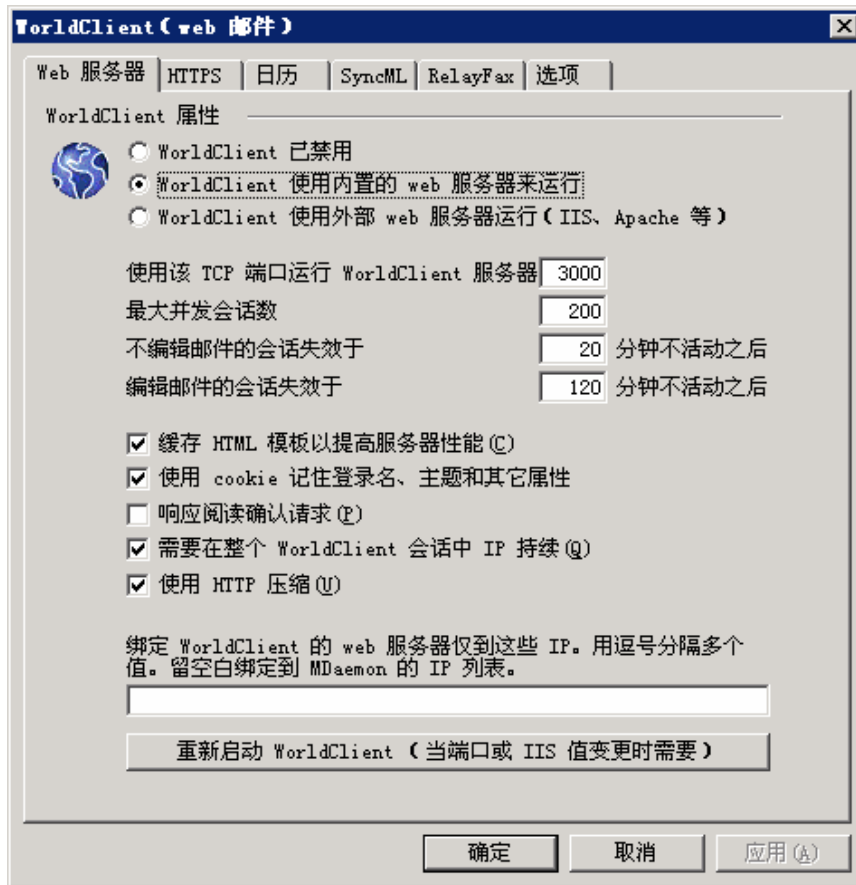 WorldClient(web 邮件)
Web 服务器 HTTPS 日历 SyncML RelayFax 选项
WorldClient 属性
WorldClient 已禁用
WorldClient 使用内置的 web 服务器来运行
WorldClient 使用外部 web 服务器运行(IIS、Apache 等)
使用该 TCP 端口运行 WorldClient 服务器 3000
最大并发会话数 200
不编辑邮件的会话失效于 20 分钟不活动之后
编辑邮件的会话失效于 120 分钟不活动之后
缓存 HTML 模板以提高服务器性能(C)
使用 cookie 记住登录名、主题和其它属性
响应阅读确认请求(P)
需要在整个 WorldClient 会话中 IP 持续(Q)
使用 HTTP 压缩(U)
绑定 WorldClient 的 web 服务器仅到这些 IP。用逗号分隔多个
值。留空白绑定到 MDaemon 的 IP 列表。
重新启动 WorldClient (当端口或 IIS 值变更时需要)
确定 取消 应用(A)